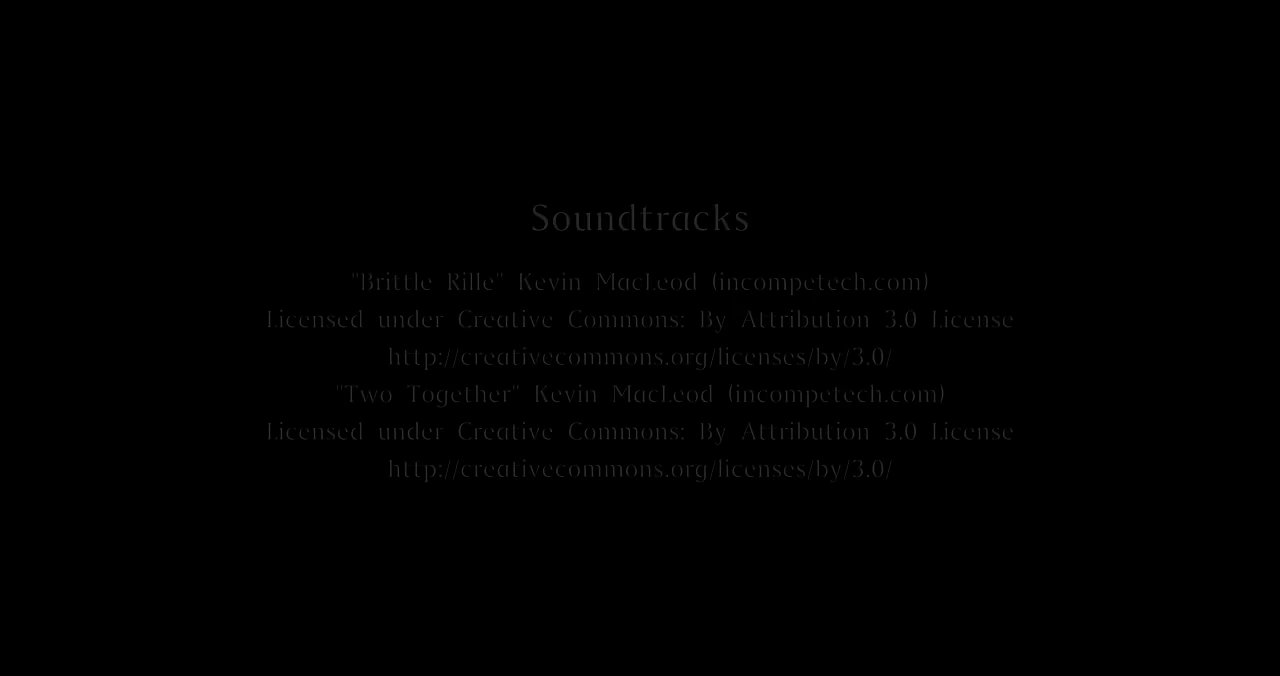 Soundtracks
"Brittle Rille" Kevin MacLeod (incompetech.com)
Licensed under Creative Commons: By Attribution 3.0 License
http://creativecommons.org/licenses/by/3.0/
"Two Together" Kevin MacLeod (incompetech.com)
Licensed under Creative Commons: By Attribution 3.0 License
http://creativecommons.org/licenses/by/3.0/